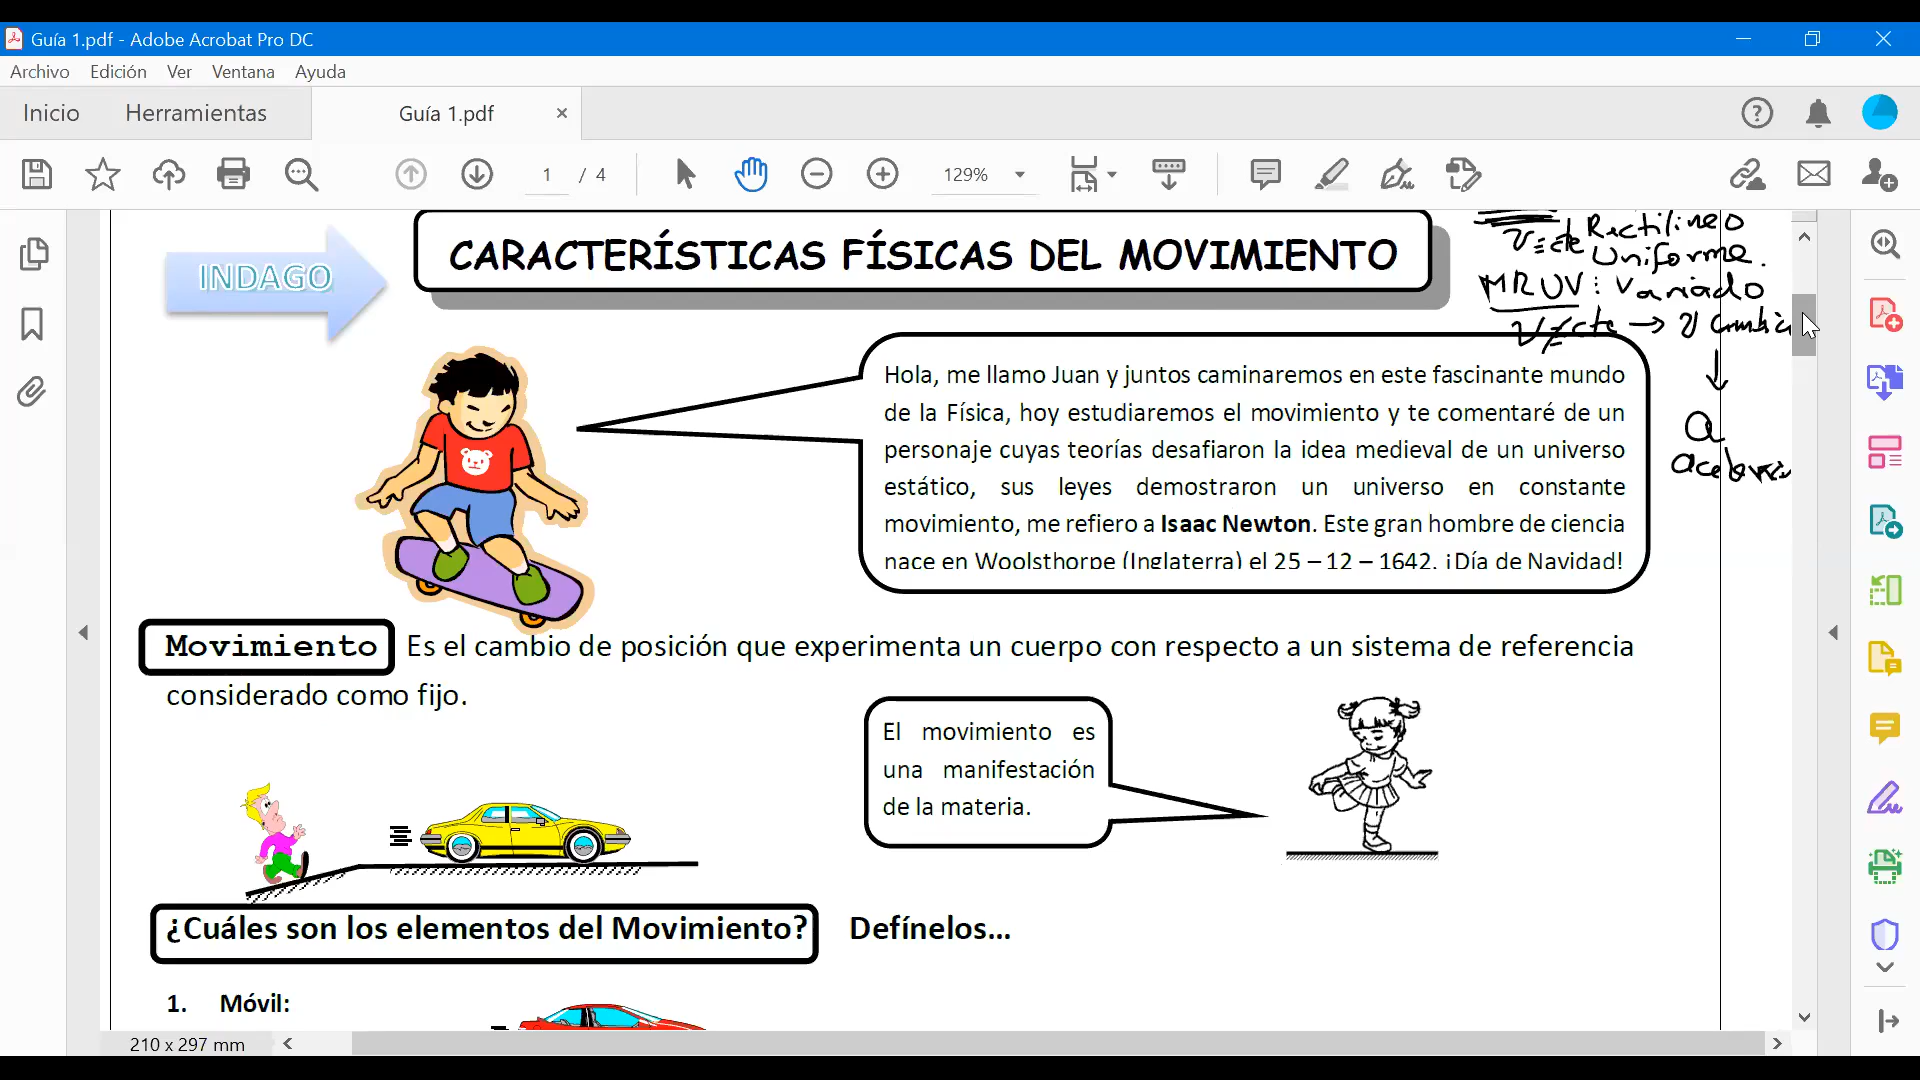 Guía 1.pdf - Adobe Acrobat Pro DC
Archivo Edición Ver Ventana Ayuda
Inicio Herramientas Guía 1.pdf
1 / 4 129%
INDAGO
CARACTERÍSTICAS FÍSICAS DEL MOVIMIENTO
Rectilíneo
Uniforme.
MRUV: Variado
a
Hola, me llamo Juan y juntos caminaremos en este fascinante mundo
de la Física, hoy estudiaremos el movimiento y te comentaré de un
personaje cuyas teorías desafiaron la idea medieval de un universo
estático, sus leyes demostraron un universo en constante
movimiento, me refiero a Isaac Newton. Este gran hombre de ciencia
nace en Woolsthorpe (Inglaterra) el 25 – 12 – 1642. ¡Día de Navidad!
Movimiento Es el cambio de posición que experimenta un cuerpo con respecto a un sistema de referencia
considerado como fijo.
El movimiento es
una manifestación
de la materia.
¿Cuáles son los elementos del Movimiento? Defínelos...
1. Móvil:
210 x 297 mm